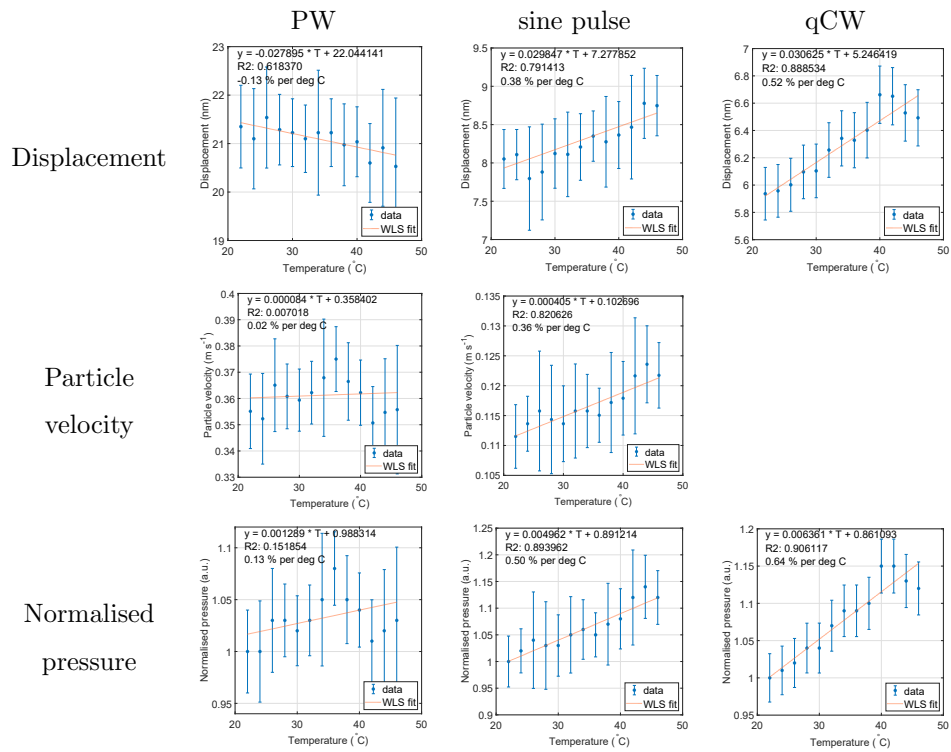 PW
sine pulse
qCW
Displacement
y = -0.027895 * T + 22.044141
R2: 0.618370
-0.13 % per deg C
Displacement (nm)
23
22
21
20
19
20
30
40
50
Temperature (°C)
data
WLS fit
y = 0.029847 * T + 7.277852
R2: 0.791413
0.38 % per deg C
Displacement (nm)
9.5
9
8.5
8
7.5
7
20
30
40
50
Temperature (°C)
data
WLS fit
y = 0.030625 * T + 5.246419
R2: 0.888534
0.52 % per deg C
Displacement (nm)
7
6.8
6.6
6.4
6.2
6
5.8
5.6
20
30
40
50
Temperature (°C)
data
WLS fit
Particle
velocity
y = 0.000084 * T + 0.358402
R2: 0.007018
0.02 % per deg C
Particle velocity (m s⁻¹)
0.4
0.39
0.38
0.37
0.36
0.35
0.34
0.33
20
30
40
50
Temperature (°C)
data
WLS fit
y = 0.000405 * T + 0.102696
R2: 0.820626
0.36 % per deg C
Particle velocity (m s⁻¹)
0.135
0.13
0.125
0.12
0.115
0.11
0.105
20
30
40
50
Temperature (°C)
data
WLS fit
Normalised
pressure
y = 0.001289 * T + 0.988314
R2: 0.151854
0.13 % per deg C
Normalised pressure (a.u.)
1.1
1.05
1
0.95
20
30
40
50
Temperature (°C)
data
WLS fit
y = 0.004962 * T + 0.891214
R2: 0.893962
0.50 % per deg C
Normalised pressure (a.u.)
1.25
1.2
1.15
1.1
1.05
1
0.95
0.9
20
30
40
50
Temperature (°C)
data
WLS fit
y = 0.006361 * T + 0.861093
R2: 0.906117
0.64 % per deg C
Normalised pressure (a.u.)
1.2
1.15
1.1
1.05
1
0.95
20
30
40
50
Temperature (°C)
data
WLS fit